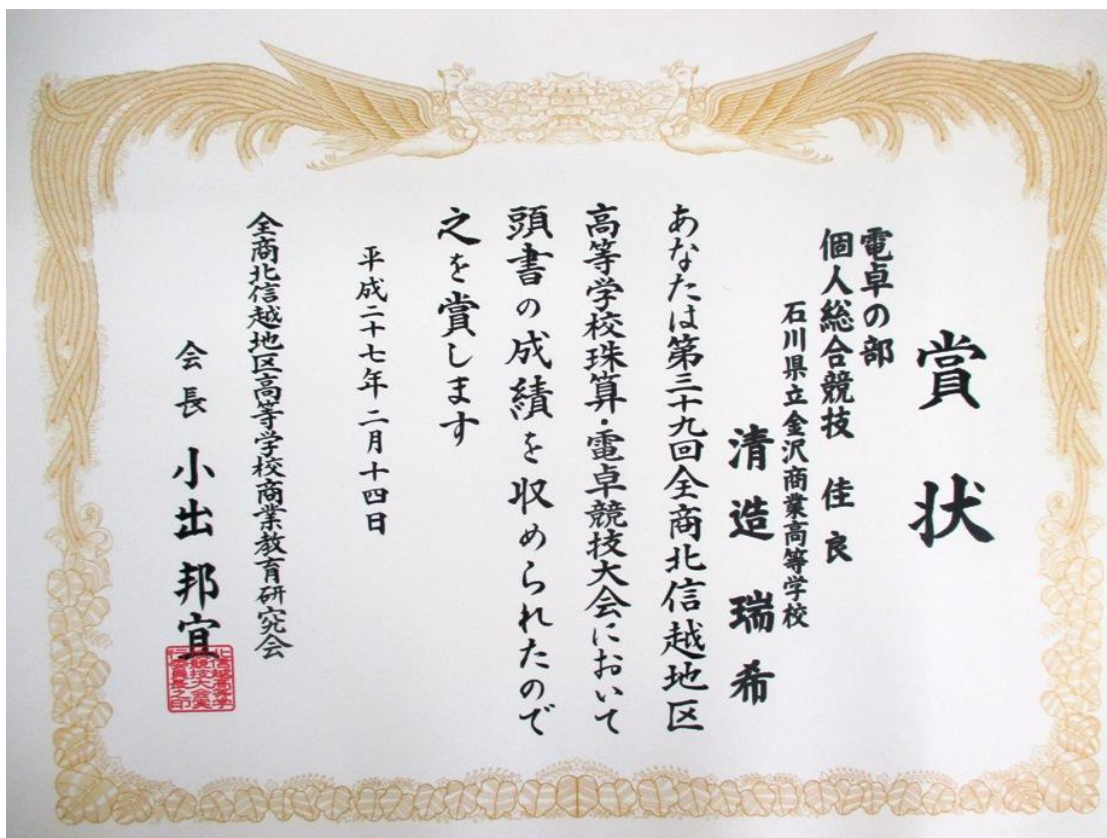 賞状
電卓の部
個人総合競技 佳良
石川県立金沢商業高等学校
清造瑞希
あなたは第三十九回全商北信越地区
高等学校珠算・電卓競技大会において
頭書の成績を収められたので
之を賞します
平成二十七年二月十四日
全商北信越地区高等学校商業教育研究会
会長 小出邦宜